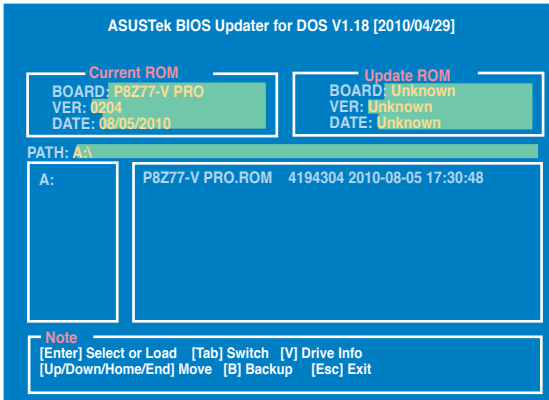 ASUSTek BIOS Updater for DOS V1.18 [2010/04/29]
Current ROM
BOARD: P8Z77-V PRO
VER: 0204
DATE: 08/05/2010
Update ROM
BOARD: Unknown
VER: Unknown
DATE: Unknown
PATH: A:\
A:
P8Z77-V PRO.ROM 4194304 2010-08-05 17:30:48
Note
[Enter] Select or Load [Tab] Switch [V] Drive Info
[Up/Down/Home/End] Move [B] Backup [Esc] Exit